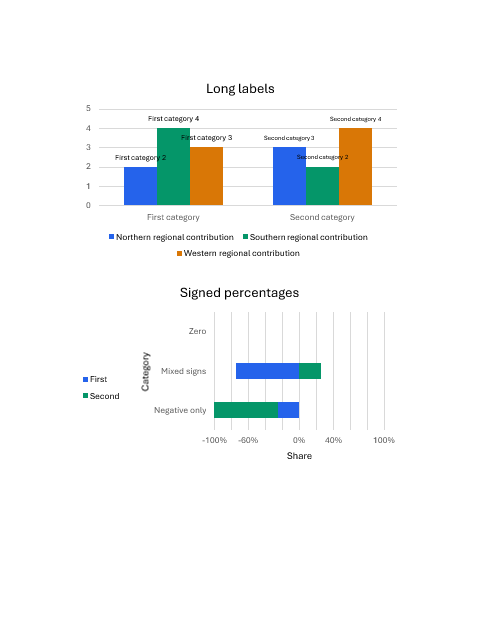 Long labels
5
4
3
2
1
0
First category 2
First category 4
First category 3
Second category 3
Second category 2
Second category 4
First category
Second category
Northern regional contribution
Southern regional contribution
Western regional contribution
Signed percentages
First
Second
Category
Zero
Mixed signs
Negative only
-100% -60% 0% 40% 100%
Share